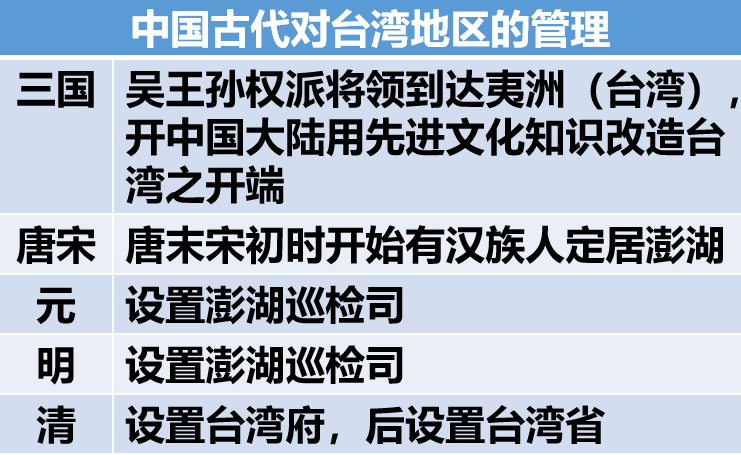 中国古代对台湾地区的管理
三国
吴王孙权派将领到达夷洲（台湾），
开中国大陆用先进文化知识改造台
湾之开端
唐宋
唐末宋初时开始有汉族人定居澎湖
元
设置澎湖巡检司
明
设置澎湖巡检司
清
设置台湾府，后设置台湾省